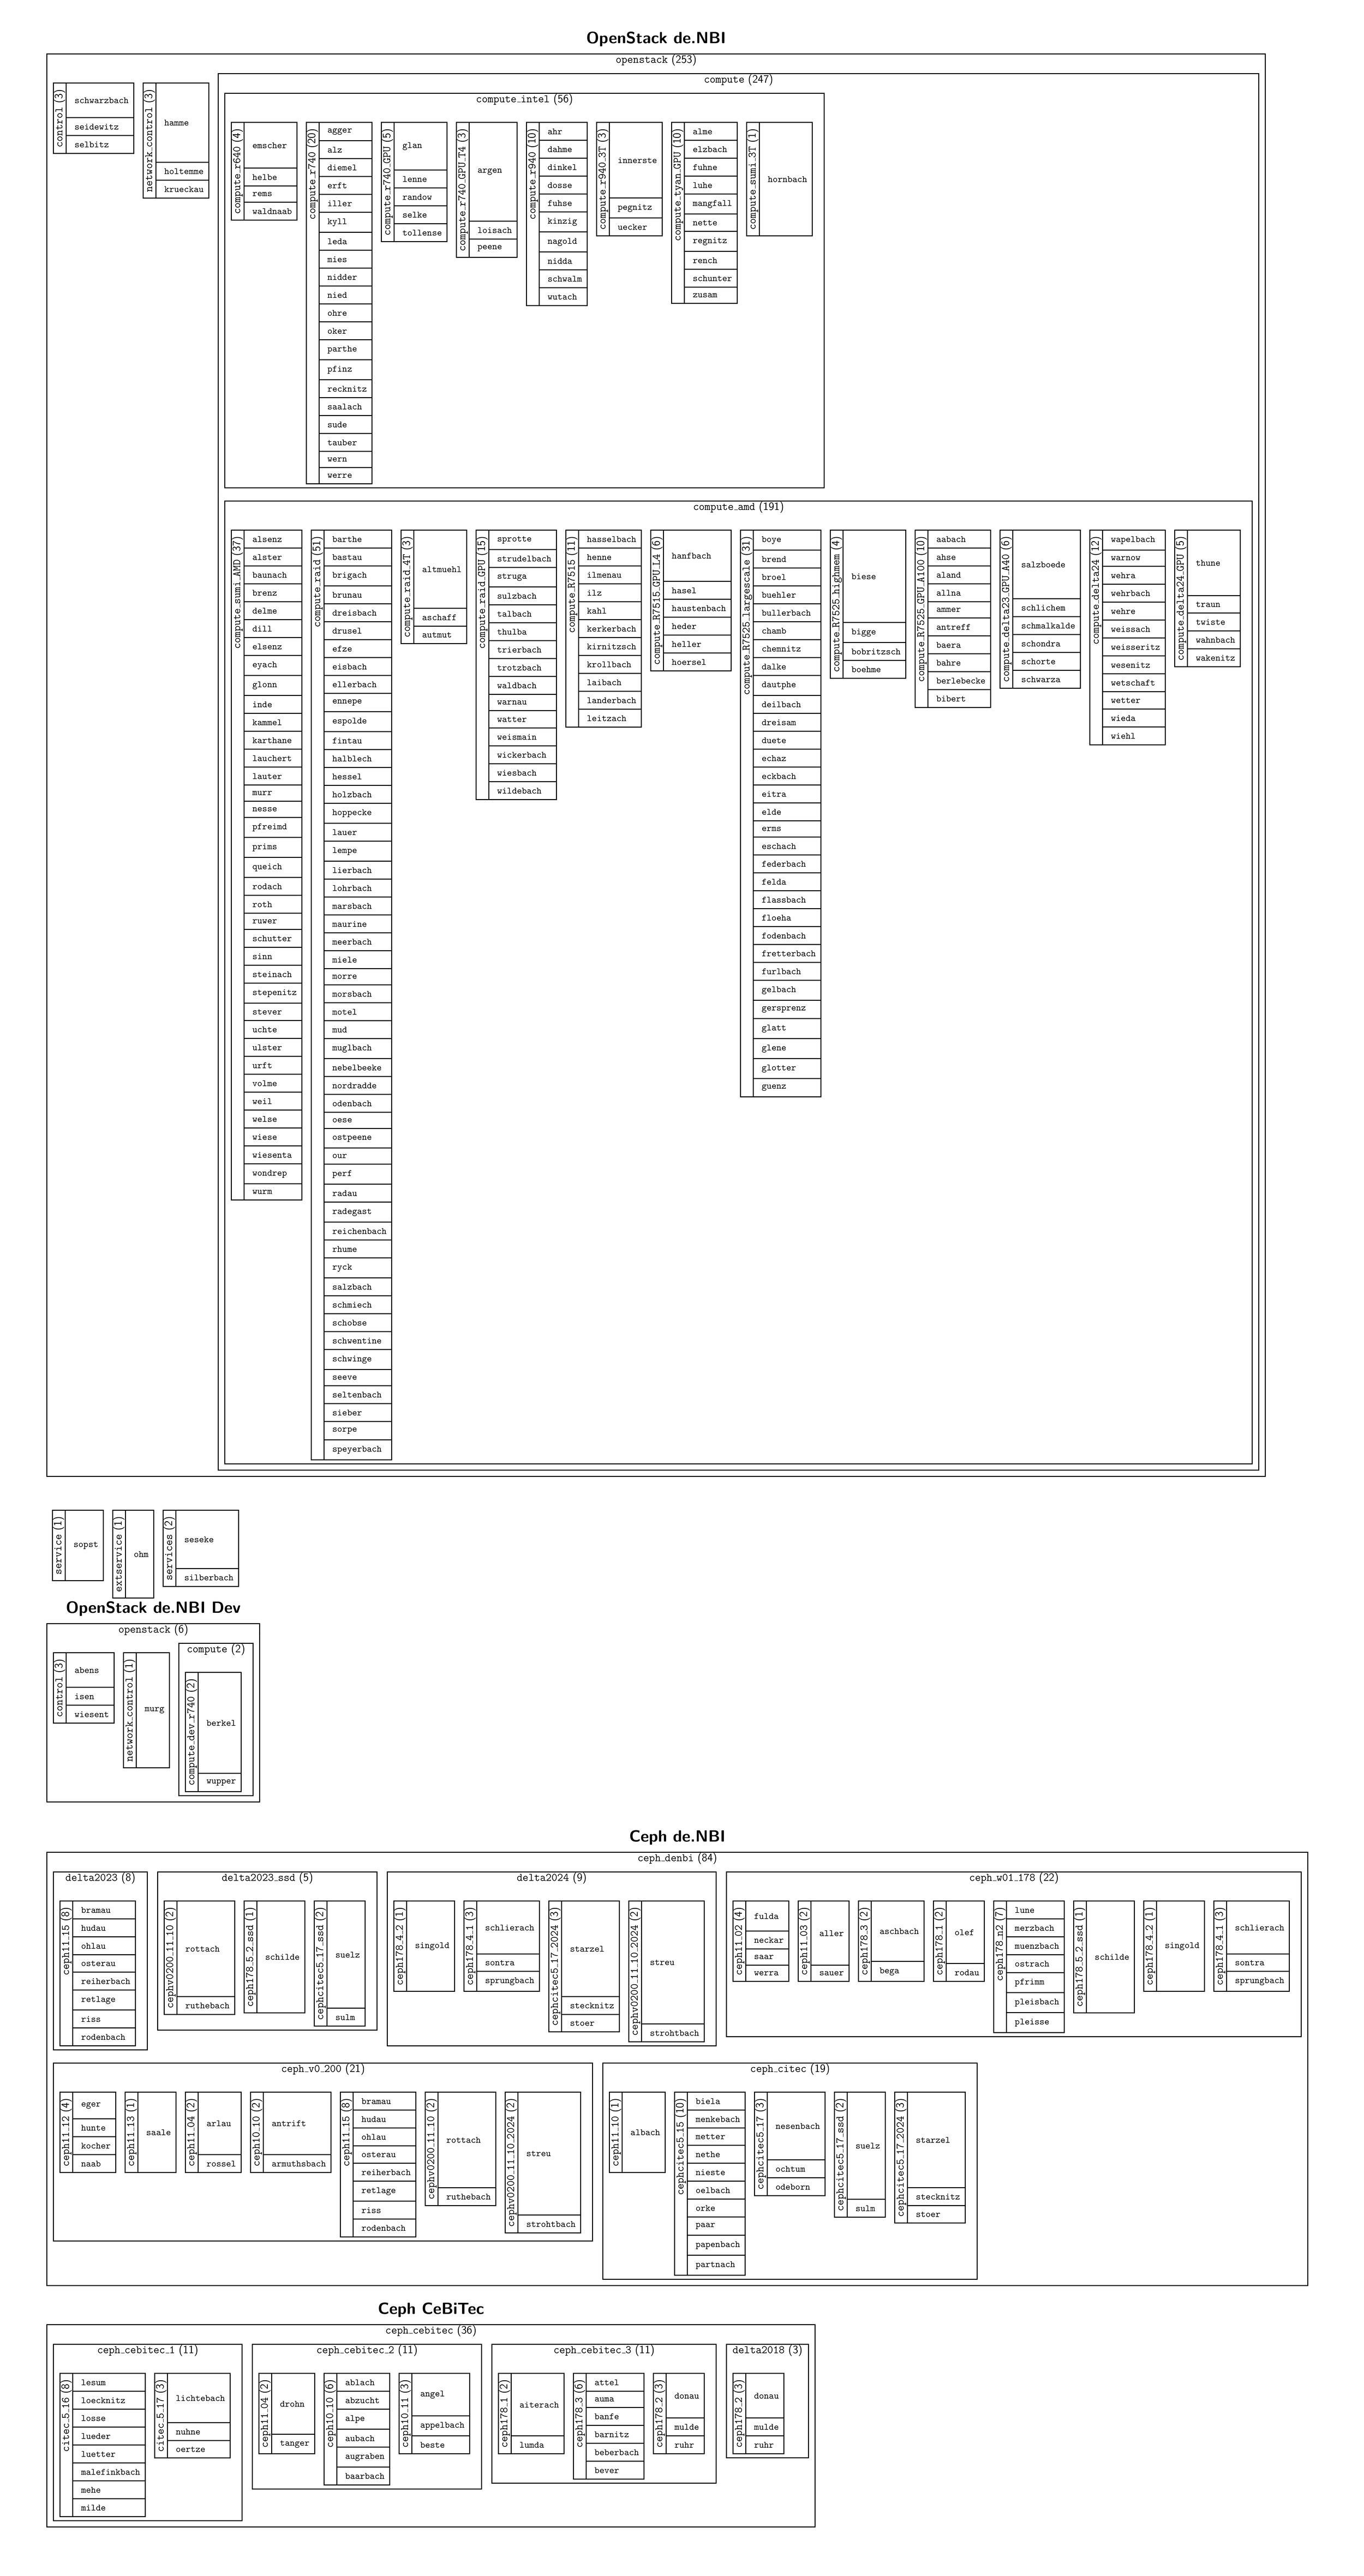 OpenStack de.NBI
openstack (253)
control (3)
schwarzbach
seidewitz
selbitz
network_control (3)
hamme
holtemme
krueckau
compute (247)
compute_intel (56)
compute_r640 (4)
emscher
helbe
rems
waldnaab
compute_r740 (20)
agger
alz
diemel
erft
iller
kyll
leda
mies
nidder
nied
ohre
oker
parthe
pfinz
recknitz
saalach
sude
tauber
wern
werre
compute_r740_GPU (5)
glan
lenne
randow
selke
tollense
compute_r740_GPU_T4 (3)
argen
loisach
peene
compute_r940 (10)
ahr
dahme
dinkel
dosse
fuhse
kinzig
nagold
nidda
schwalm
wutach
compute_r940_3T (3)
innerste
pegnitz
uecker
compute_tyan_GPU (10)
alme
elzbach
fuhne
luhe
mangfall
nette
regnitz
rench
schunter
zusam
compute_sumi_3T (1)
hornbach
compute_amd (191)
compute_sumi_AMD (37)
alsenz
alster
baunach
brenz
delme
dill
elsenz
eyach
glonn
inde
kammel
karthane
lauchert
lauter
murr
nesse
pfreimd
prims
queich
rodach
roth
ruwer
schutter
sinn
steinach
stepenitz
stever
uchte
ulster
urft
volme
weil
welse
wiese
wiesenta
wondrep
wurm
compute_raid (51)
barthe
bastau
brigach
brunau
dreisbach
drusel
efze
eisbach
ellerbach
ennepe
espolde
fintau
halblech
hessel
holzbach
hoppecke
lauer
lempe
lierbach
lohrbach
marsbach
maurine
meerbach
miele
morre
morsbach
motel
mud
muglbach
nebelbeeke
nordradde
odenbach
oese
ostpeene
our
perf
radau
radegast
reichenbach
rhume
ryck
salzbach
schmiech
schobse
schwentine
schwinge
seeve
seltenbach
sieber
sorpe
speyerbach
compute_raid_4T (3)
altmuehl
aschaff
autmut
compute_raid_GPU (15)
sprotte
strudelbach
struga
sulzbach
talbach
thulba
trierbach
trotzbach
waldbach
warnau
watter
weismain
wickerbach
wiesbach
wildebach
compute_R7515 (11)
hasselbach
henne
ilmenau
ilz
kahl
kerkerbach
kirnitzsch
krollbach
laibach
landerbach
leitzach
compute_R7515_GPU_L4 (6)
hanfbach
hasel
haustenbach
heder
heller
hoersel
compute_R7525_largescale (31)
boye
brend
broel
buehler
bullerbach
chamb
chemnitz
dalke
dautphe
deilbach
dreisam
duete
echaz
eckbach
eitra
elde
erms
eschach
federbach
felda
flassbach
floeha
fodenbach
fretterbach
furlbach
gelbach
gersprenz
glatt
glene
glotter
guenz
compute_R7525_highmem (4)
biese
bigge
bobritzsch
boehme
compute_R7525_GPU_A100 (10)
aabach
ahse
aland
allna
ammer
antreff
baera
bahre
berlebecke
bibert
compute_delta23_GPU_A40 (6)
salzboede
schlichem
schmalkalde
schondra
schorte
schwarza
compute_delta24 (12)
wapelbach
warnow
wehra
wehrbach
wehre
weissach
weisseritz
wesenitz
wetschaft
wetter
wieda
wiehl
compute_delta24_GPU (5)
thune
traun
twiste
wahnbach
wakenitz
service (1)
sopst
extservice (1)
ohm
services (2)
seseke
silberbach
OpenStack de.NBI Dev
openstack (6)
control (3)
abens
isen
wiesent
network_control (1)
murg
compute (2)
compute_dev_r740 (2)
berkel
wupper
Ceph de.NBI
ceph_denbi (84)
delta2023 (8)
ceph11_15 (8)
bramau
hudau
ohlau
osterau
reiherbach
retlage
riss
rodenbach
delta2023_ssd (5)
cephv0200_11_10 (2)
rottach
ruthebach
ceph178_5_2_ssd (1)
schilde
cephcitec5_17_ssd (2)
suelz
sulm
delta2024 (9)
ceph178_4_2 (1)
singold
ceph178_4_1 (3)
schlierach
sontra
sprungbach
cephcitec5_17_2024 (3)
starzel
stecknitz
stoer
cephv0200_11_10_2024 (2)
streu
strohtbach
ceph_w01_178 (22)
ceph11_02 (4)
fulda
neckar
saar
werra
ceph11_03 (2)
aller
sauer
ceph178_3 (2)
aschbach
bega
ceph178_1 (2)
olef
rodau
ceph178_n2 (7)
lune
merzbach
muenzbach
ostrach
pfrimm
pleisbach
pleisse
ceph178_5_2_ssd (1)
schilde
ceph178_4_2 (1)
singold
ceph178_4_1 (3)
schlierach
sontra
sprungbach
ceph_v0_200 (21)
ceph11_12 (4)
eger
hunte
kocher
naab
ceph11_13 (1)
saale
ceph11_04 (2)
arlau
rossel
ceph10_10 (2)
antrift
armuthsbach
ceph11_15 (8)
bramau
hudau
ohlau
osterau
reiherbach
retlage
riss
rodenbach
cephv0200_11_10 (2)
rottach
ruthebach
cephv0200_11_10_2024 (2)
streu
strohtbach
ceph_citec (19)
ceph11_10 (1)
albach
cephcitec5_15 (10)
biela
menkebach
metter
nethe
nieste
oelbach
orke
paar
papenbach
partnach
cephcitec5_17 (3)
nesenbach
ochtum
odeborn
cephcitec5_17_ssd (2)
suelz
sulm
cephcitec5_17_2024 (3)
starzel
stecknitz
stoer
Ceph CeBiTec
ceph_cebitec (36)
ceph_cebitec_1 (11)
citec_5_16 (8)
lesum
loecknitz
losse
lueder
luetter
malefinkbach
mehe
milde
citec_5_17 (3)
lichtebach
nuhne
oertze
ceph_cebitec_2 (11)
ceph11_04 (2)
drohn
tanger
ceph10_10 (6)
ablach
abzucht
alpe
aubach
augraben
baarbach
ceph10_11 (3)
angel
appelbach
beste
ceph_cebitec_3 (11)
ceph178_1 (2)
aiterach
lumda
ceph178_3 (6)
attel
auma
banfe
barnitz
beberbach
bever
ceph178_2 (3)
donau
mulde
ruhr
delta2018 (3)
ceph178_2 (3)
donau
mulde
ruhr